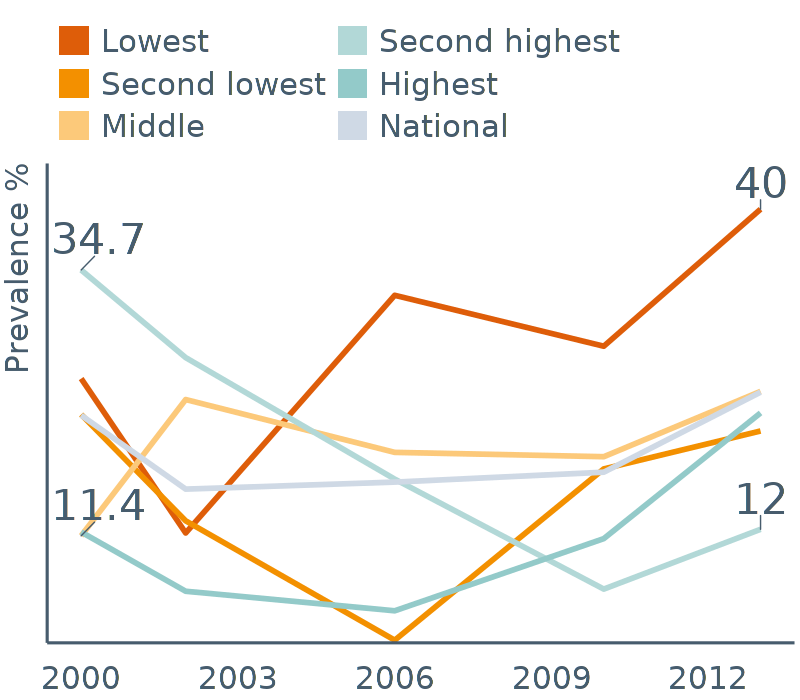 Lowest
Second lowest
Middle
Second highest
Highest
National
Prevalence %
34.7
11.4
40
12
2000 2003 2006 2009 2012